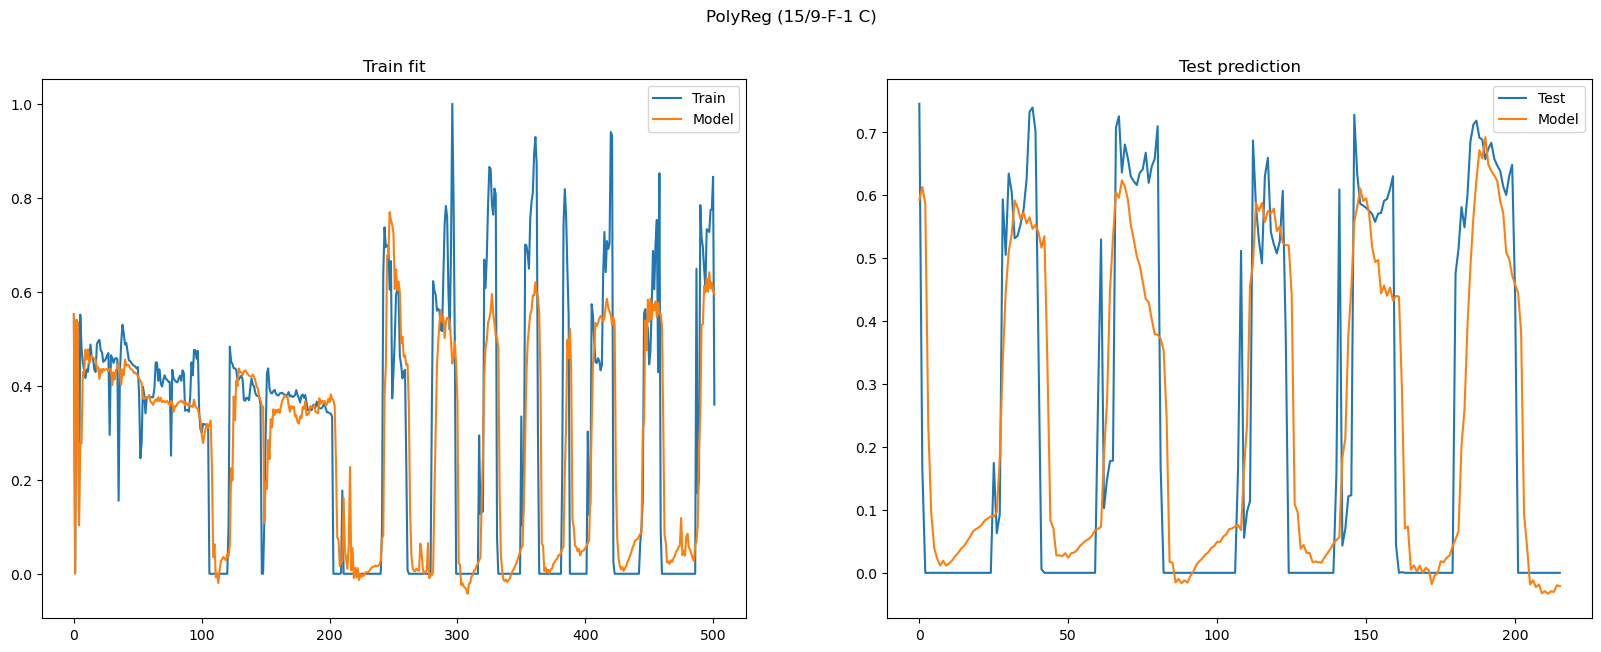 PolyReg (15/9-F-1 C)
Train fit
Train
Model
1.0
0.8
0.6
0.4
0.2
0.0
0 100 200 300 400 500
Test prediction
Test
Model
0.7
0.6
0.5
0.4
0.3
0.2
0.1
0.0
0 50 100 150 200